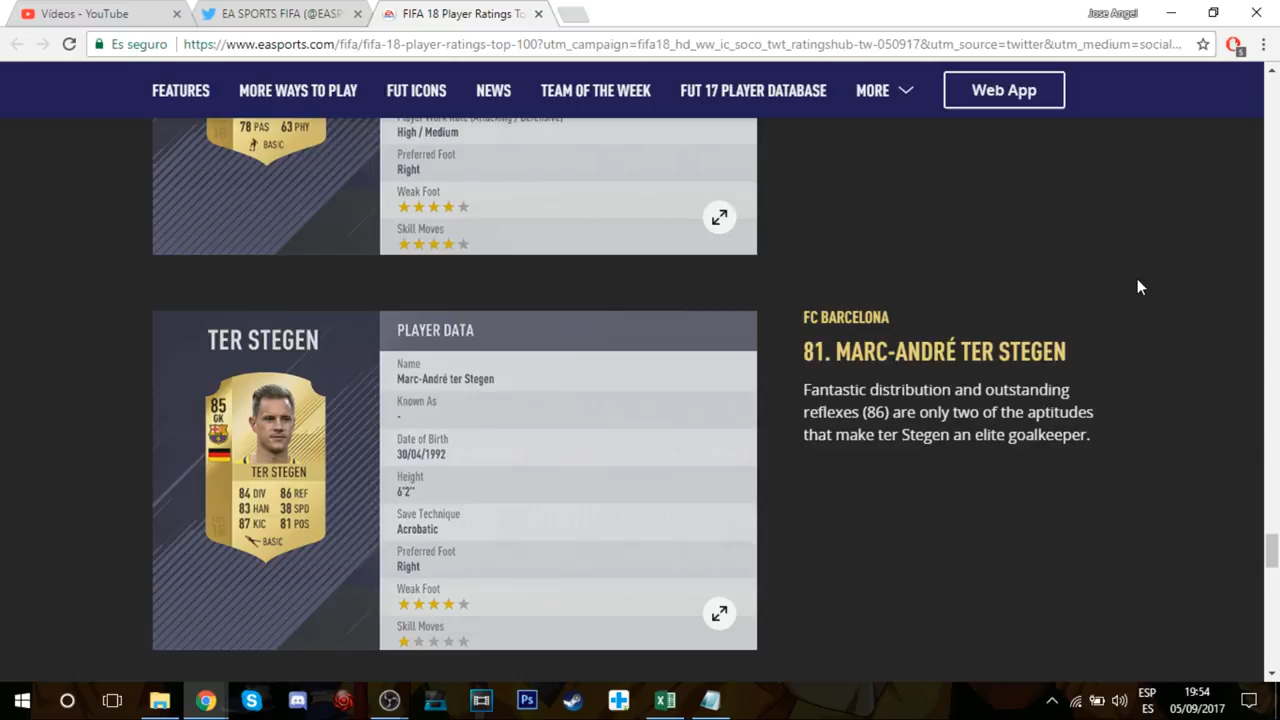 Vídeos - YouTube
EA SPORTS FIFA (@EASP
FIFA 18 Player Ratings To
Jose Angel
Es seguro
https://www.easports.com/fifa/fifa-18-player-ratings-top-100?utm_campaign=fifa18_hd_ww_ic_soco_twt_ratingshub-tw-050917&utm_source=twitter&utm_medium=social...
5
FEATURES
MORE WAYS TO PLAY
FUT ICONS
NEWS
TEAM OF THE WEEK
FUT 17 PLAYER DATABASE
MORE
Web App
78 PAS 63 PHY
BASIC
Player Work Rate (Attacking / Defensive)
High / Medium
Preferred Foot
Right
Weak Foot
Skill Moves
TER STEGEN
85
GK
TER STEGEN
84 DIV 86 REF
83 HAN 38 SPD
87 KIC 81 POS
BASIC
PLAYER DATA
Name
Marc-André ter Stegen
Known As
-
Date of Birth
30/04/1992
Height
6'2"
Save Technique
Acrobatic
Preferred Foot
Right
Weak Foot
Skill Moves
FC BARCELONA
81. MARC-ANDRÉ TER STEGEN
Fantastic distribution and outstanding
reflexes (86) are only two of the aptitudes
that make ter Stegen an elite goalkeeper.
Ps
ESP
ES
19:54
05/09/2017